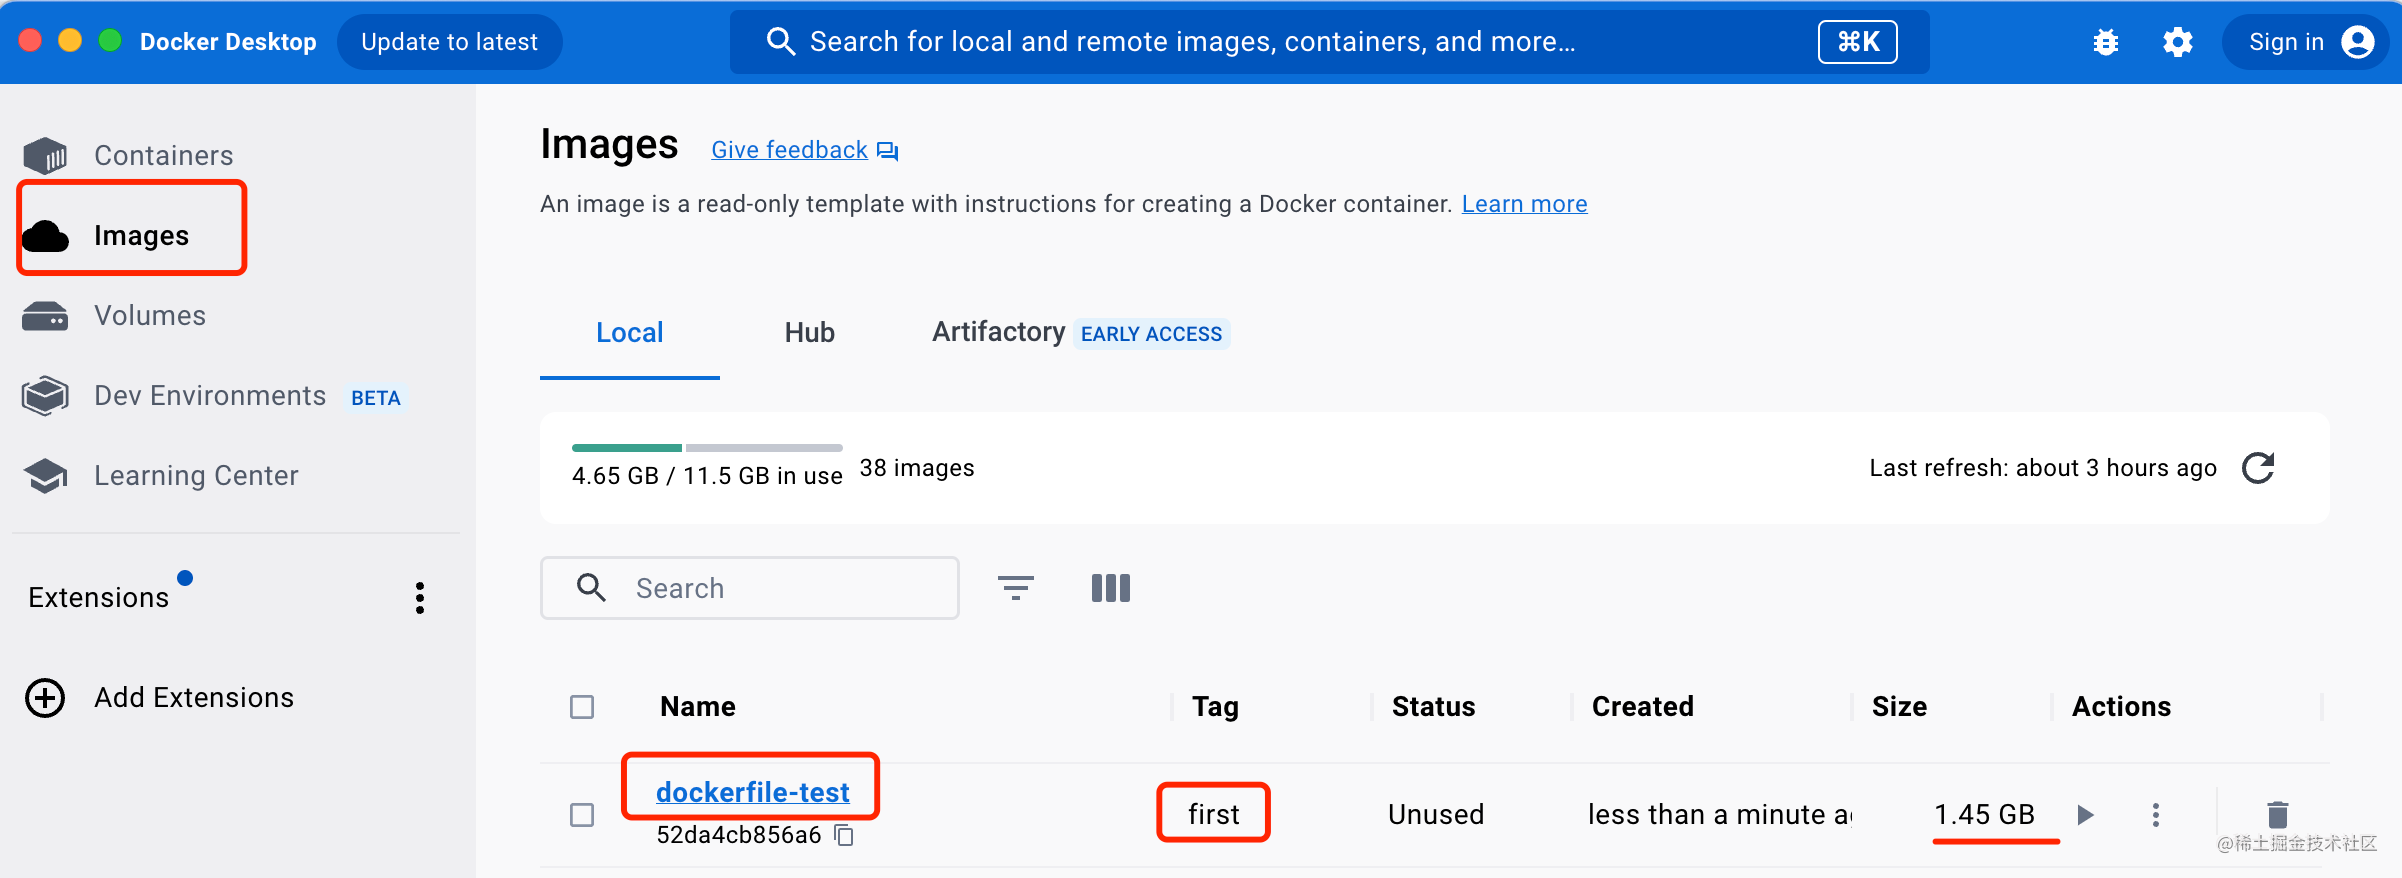 Docker Desktop
Update to latest
Search for local and remote images, containers, and more...
⌘K
Sign in
Containers
Images
Volumes
Dev Environments BETA
Learning Center
Extensions
Add Extensions
Images
Give feedback
An image is a read-only template with instructions for creating a Docker container. Learn more
Local
Hub
Artifactory EARLY ACCESS
4.65 GB / 11.5 GB in use
38 images
Last refresh: about 3 hours ago
Search
Name
Tag
Status
Created
Size
Actions
dockerfile-test
52da4cb856a6
first
Unused
less than a minute a
1.45 GB
@稀土掘金技术社区